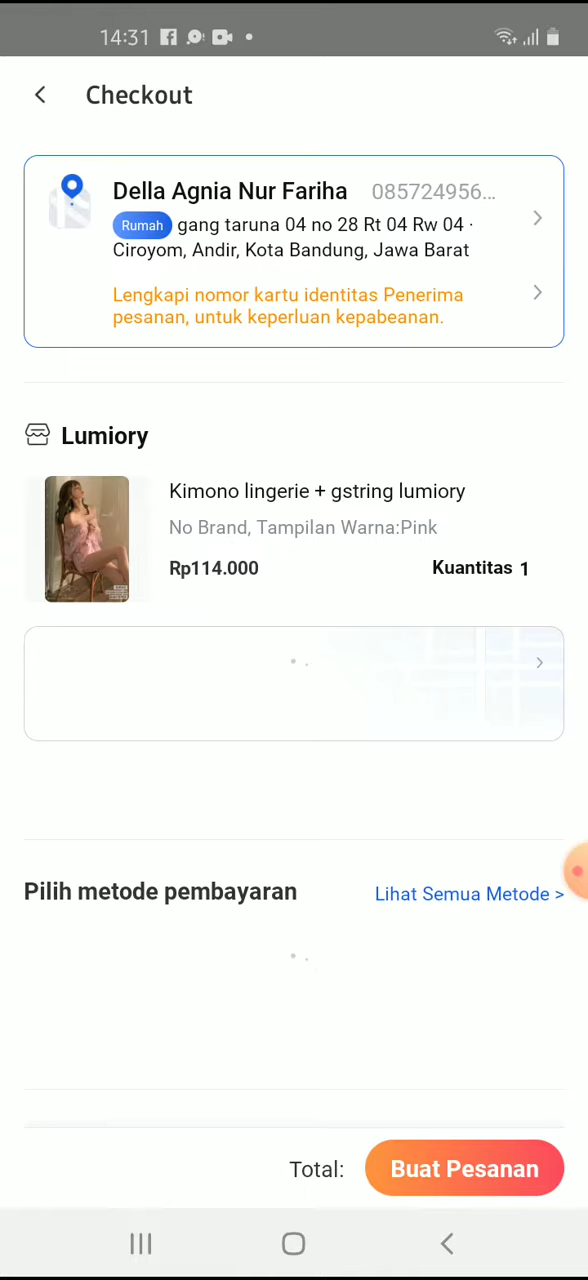 14:31
Checkout
Della Agnia Nur Fariha 085724956...
Rumah gang taruna 04 no 28 Rt 04 Rw 04 ·
Ciroyom, Andir, Kota Bandung, Jawa Barat
Lengkapi nomor kartu identitas Penerima
pesanan, untuk keperluan kepabeanan.
Lumiory
Kimono lingerie + gstring lumiory
No Brand, Tampilan Warna:Pink
Rp114.000 Kuantitas 1
Pilih metode pembayaran Lihat Semua Metode >
Total: Buat Pesanan